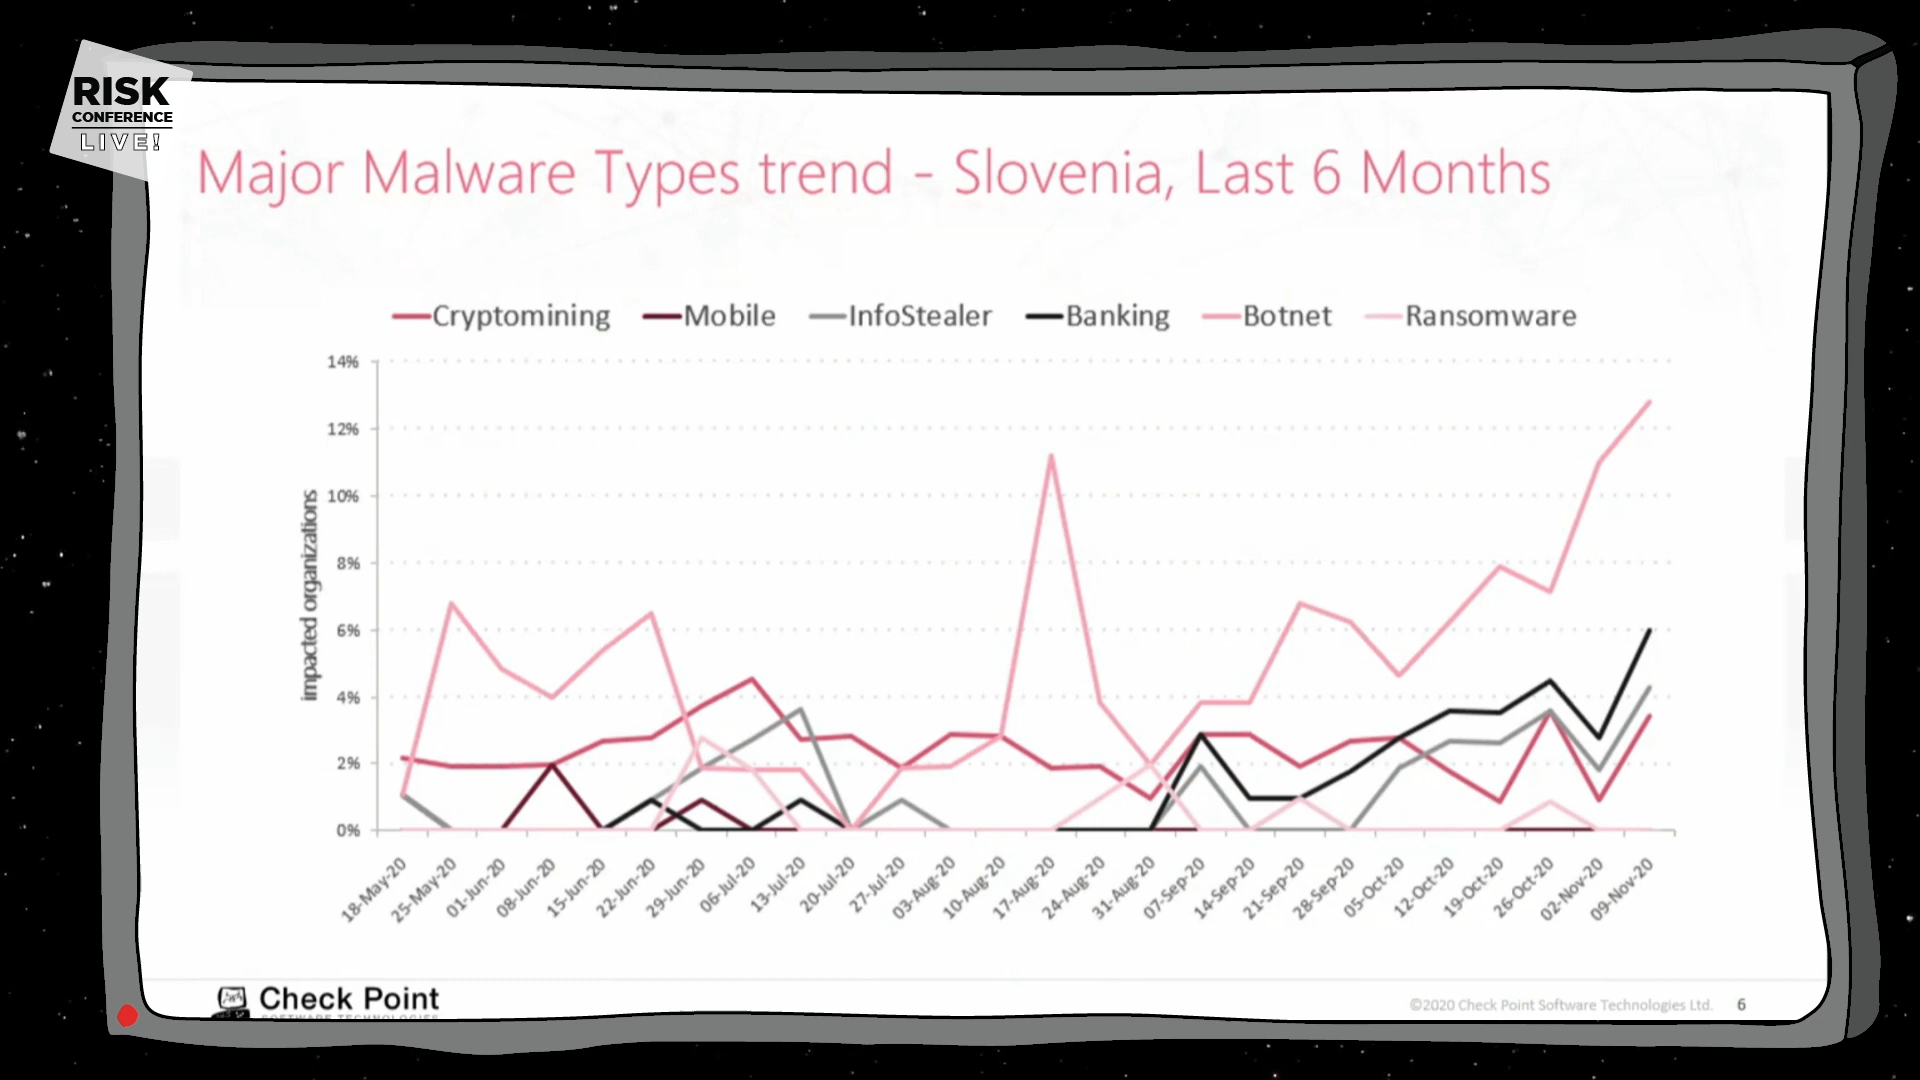 RISK
CONFERENCE
LIVE!
Major Malware Types trend - Slovenia, Last 6 Months
Cryptomining Mobile InfoStealer Banking Botnet Ransomware
impacted organizations
14%
12%
10%
8%
6%
4%
2%
0%
18-May-20 25-May-20 01-Jun-20 08-Jun-20 15-Jun-20 22-Jun-20 29-Jun-20 06-Jul-20 13-Jul-20 20-Jul-20 27-Jul-20 03-Aug-20 10-Aug-20 17-Aug-20 24-Aug-20 31-Aug-20 07-Sep-20 14-Sep-20 21-Sep-20 28-Sep-20 05-Oct-20 12-Oct-20 19-Oct-20 26-Oct-20 02-Nov-20 09-Nov-20
Check Point
SOFTWARE TECHNOLOGIES
©2020 Check Point Software Technologies Ltd. 6